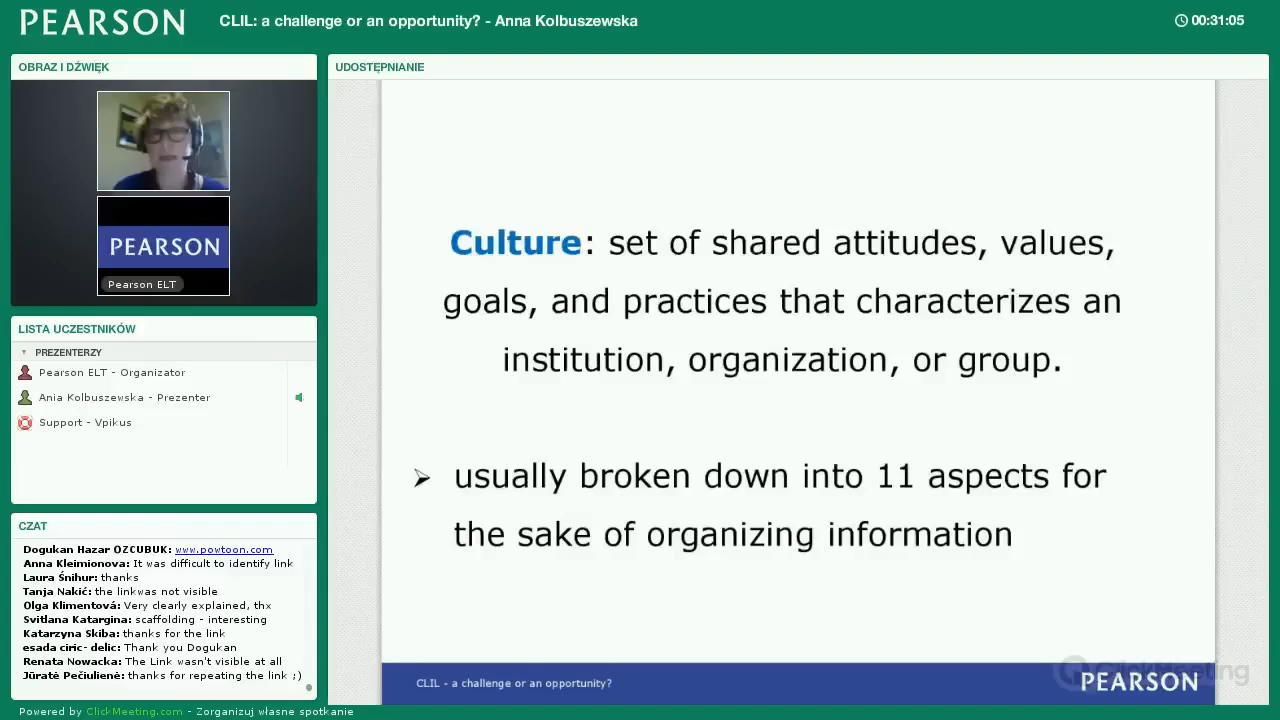 PEARSON
CLIL: a challenge or an opportunity? - Anna Kolbuszewska
00:31:05
OBRAZ I DŹWIĘK
PEARSON
Pearson ELT
LISTA UCZESTNIKÓW
PREZENTERZY
Pearson ELT - Organizator
Ania Kolbuszewska - Prezenter
Support - Vpikus
CZAT
Dogukan Hazar ÖZÇUBUK: www.powtoon.com
Anna Kleimionova: It was difficult to identify link
Laura Śnihur: thanks
Tanja Nakić: the linkwas not visible
Olga Klimentová: Very clearly explained, thx
Svitlana Katargina: scaffolding - interesting
Katarzyna Skiba: thanks for the link
esada ciric- delic: Thank you Dogukan
Renata Nowacka: The Link wasn't visible at all
Jūratė Pečiulienė: thanks for repeating the link ;)
UDOSTĘPNIANIE
Culture: set of shared attitudes, values,
goals, and practices that characterizes an
institution, organization, or group.
usually broken down into 11 aspects for
the sake of organizing information
CLIL - a challenge or an opportunity?
ClickMeeting
PEARSON
Powered by ClickMeeting.com - Zorganizuj własne spotkanie